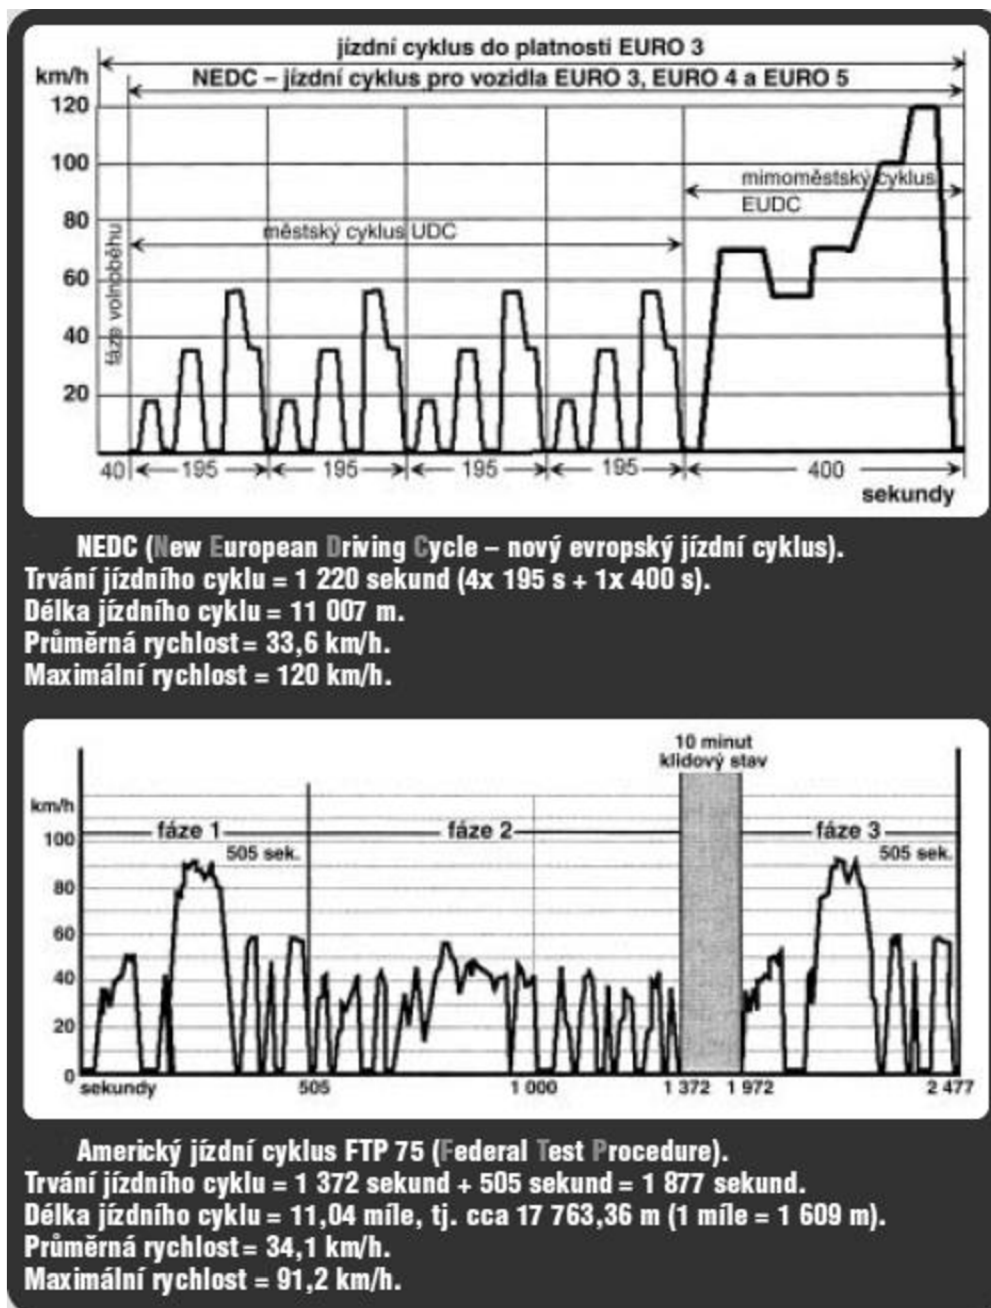 jízdní cyklus do platnosti EURO 3
km/h
NEDC – jízdní cyklus pro vozidla EURO 3, EURO 4 a EURO 5
120
100
mimoměstský cyklus
EUDC
80
městský cyklus UDC
fáze volnoběhu
60
40
20
40 195 195 195 195 400
sekundy
NEDC (New European Driving Cycle – nový evropský jízdní cyklus).
Trvání jízdního cyklu = 1 220 sekund (4x 195 s + 1x 400 s).
Délka jízdního cyklu = 11 007 m.
Průměrná rychlost = 33,6 km/h.
Maximální rychlost = 120 km/h.
10 minut
klidový stav
km/h
fáze 1 fáze 2 fáze 3
100
505 sek. 505 sek.
80
60
40
20
0
sekundy 505 1 000 1 372 1 972 2 477
Americký jízdní cyklus FTP 75 (Federal Test Procedure).
Trvání jízdního cyklu = 1 372 sekund + 505 sekund = 1 877 sekund.
Délka jízdního cyklu = 11,04 míle, tj. cca 17 763,36 m (1 míle = 1 609 m).
Průměrná rychlost = 34,1 km/h.
Maximální rychlost = 91,2 km/h.